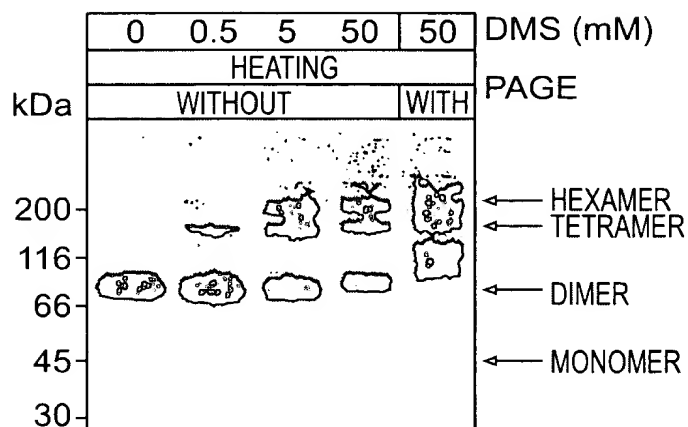 0 0.5 5 50 50 DMS (mM)
HEATING
kDa WITHOUT WITH PAGE
200 HEXAMER
TETRAMER
116
66 DIMER
45 MONOMER
30